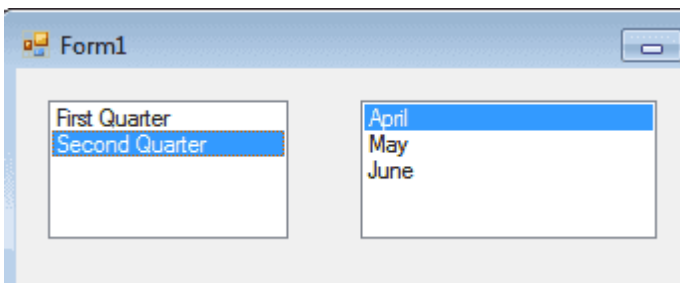 Form1
First Quarter
Second Quarter
April
May
June